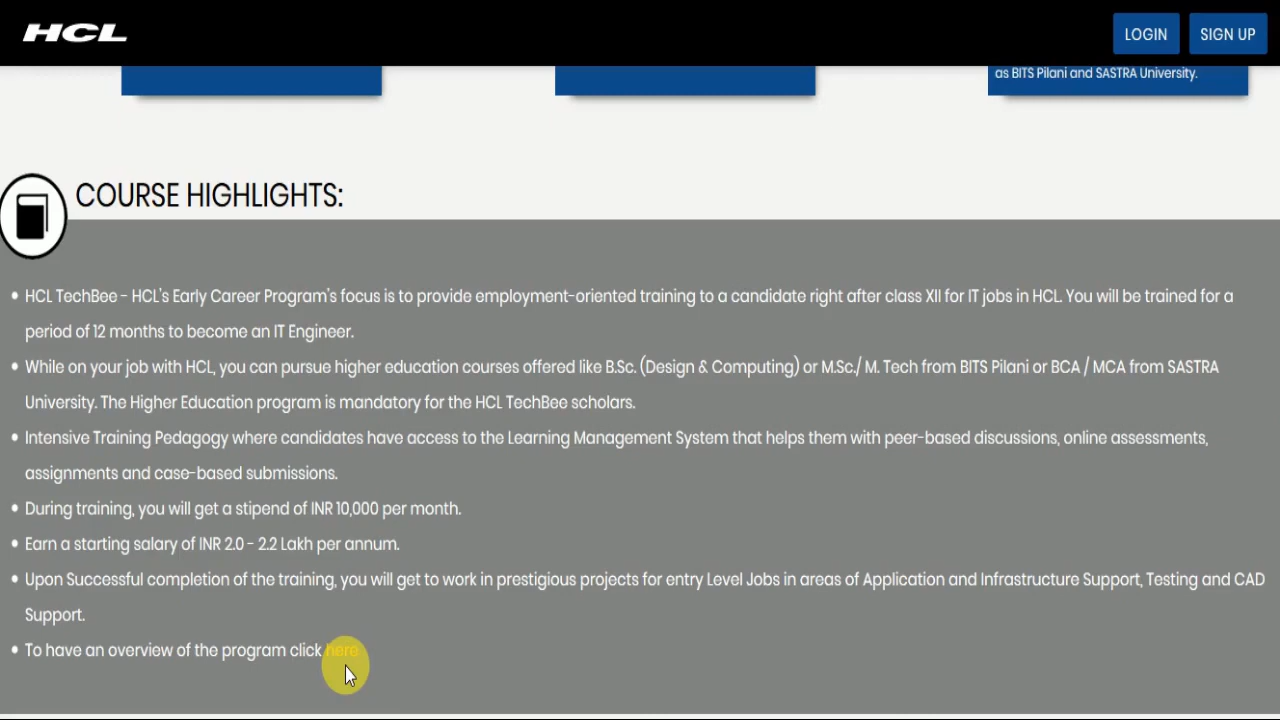 HCL
LOGIN
SIGN UP
as BITS Pilani and SASTRA University.
COURSE HIGHLIGHTS:
• HCL TechBee - HCL's Early Career Program's focus is to provide employment-oriented training to a candidate right after class XII for IT jobs in HCL. You will be trained for a
period of 12 months to become an IT Engineer.
• While on your job with HCL, you can pursue higher education courses offered like B.Sc. (Design & Computing) or M.Sc./ M. Tech from BITS Pilani or BCA / MCA from SASTRA
University. The Higher Education program is mandatory for the HCL TechBee scholars.
• Intensive Training Pedagogy where candidates have access to the Learning Management System that helps them with peer-based discussions, online assessments,
assignments and case-based submissions.
• During training, you will get a stipend of INR 10,000 per month.
• Earn a starting salary of INR 2.0 - 2.2 Lakh per annum.
• Upon Successful completion of the training, you will get to work in prestigious projects for entry Level Jobs in areas of Application and Infrastructure Support, Testing and CAD
Support.
• To have an overview of the program click here